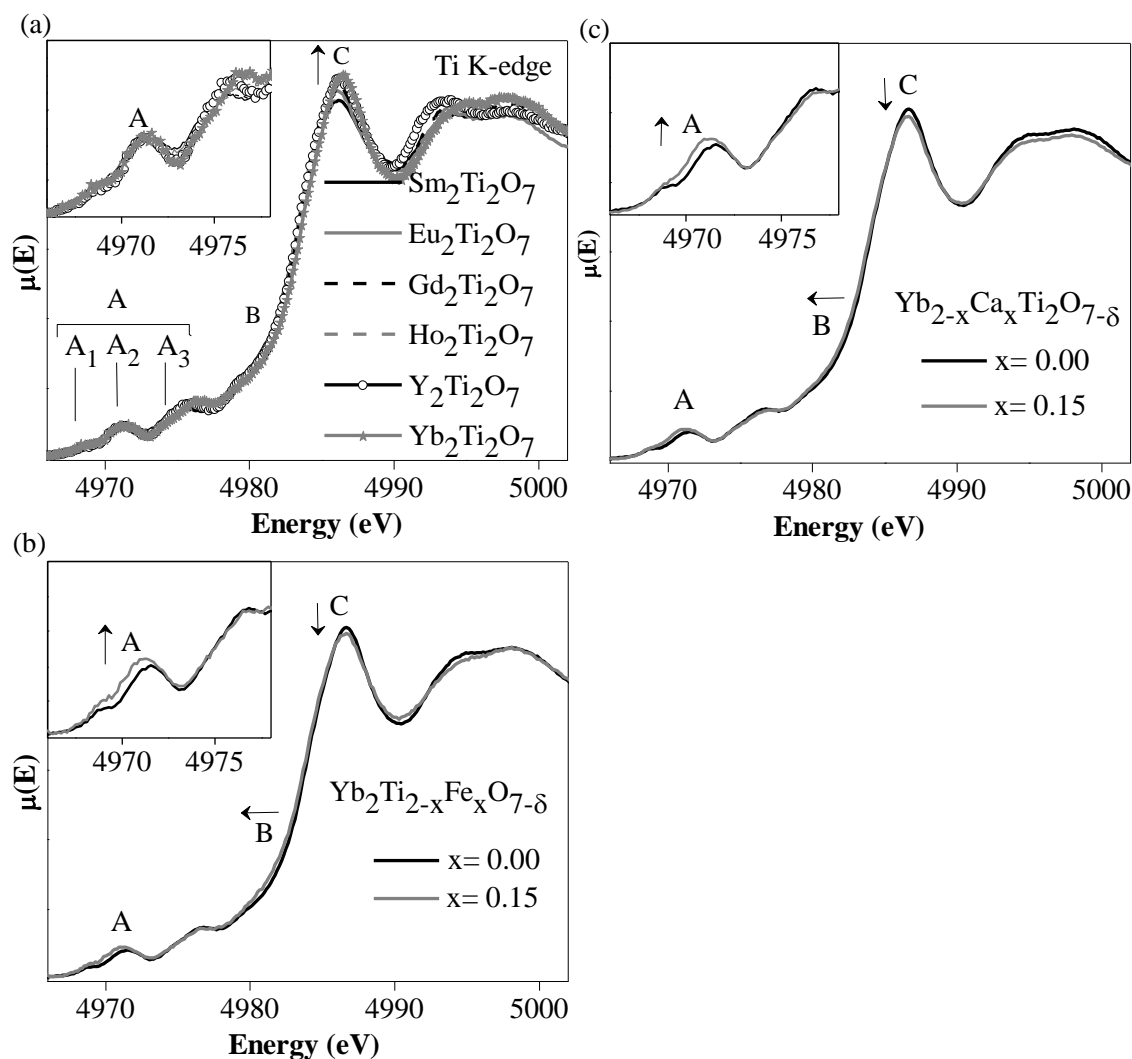 (a)
C
Ti K-edge
A
4970 4975
Sm2Ti2O7
Eu2Ti2O7
Gd2Ti2O7
Ho2Ti2O7
Y2Ti2O7
Yb2Ti2O7
B
A
A1 A2 A3
μ(E)
4970 4980 4990 5000
Energy (eV)
(c)
C
A
4970 4975
B
Yb2-xCaxTi2O7-δ
x= 0.00
x= 0.15
A
μ(E)
4970 4980 4990 5000
Energy (eV)
(b)
C
A
4970 4975
Yb2Ti2-xFexO7-δ
B
x= 0.00
x= 0.15
A
μ(E)
4970 4980 4990 5000
Energy (eV)